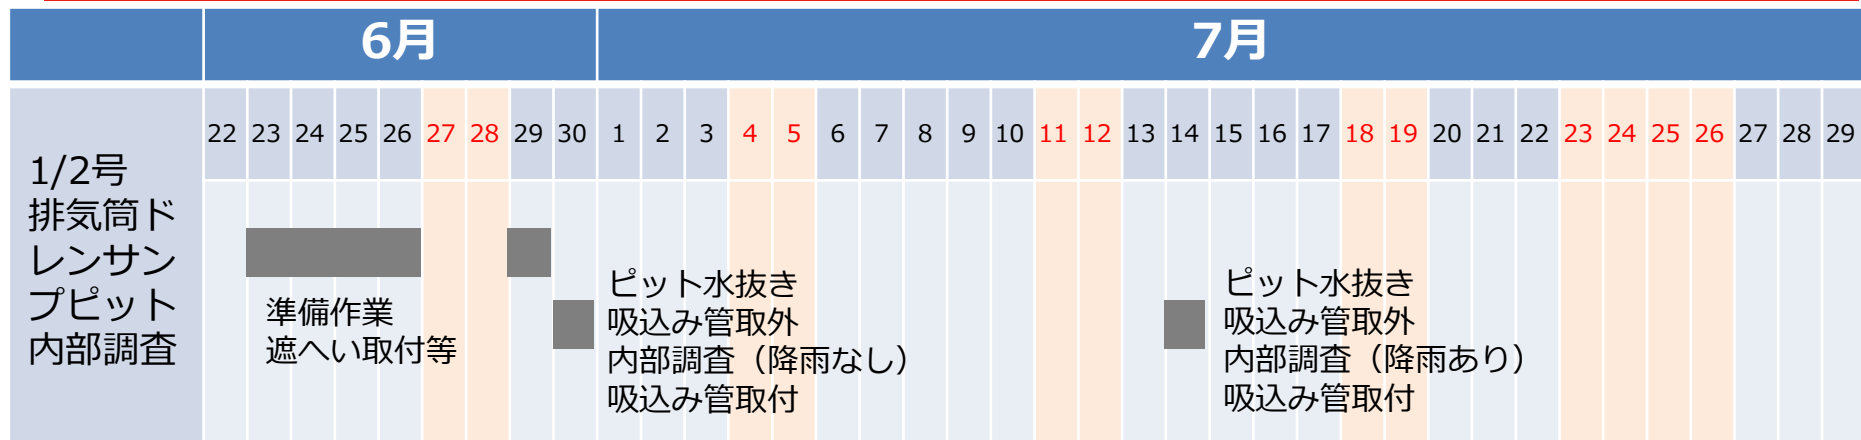 6月 7月
22 23 24 25 26 27 28 29 30 1 2 3 4 5 6 7 8 9 10 11 12 13 14 15 16 17 18 19 20 21 22 23 24 25 26 27 28 29
1/2号
排気筒ド
レンサン
プピット
内部調査
準備作業
遮へい取付等
ピット水抜き
吸込み管取外
内部調査（降雨なし）
吸込み管取付
ピット水抜き
吸込み管取外
内部調査（降雨あり）
吸込み管取付